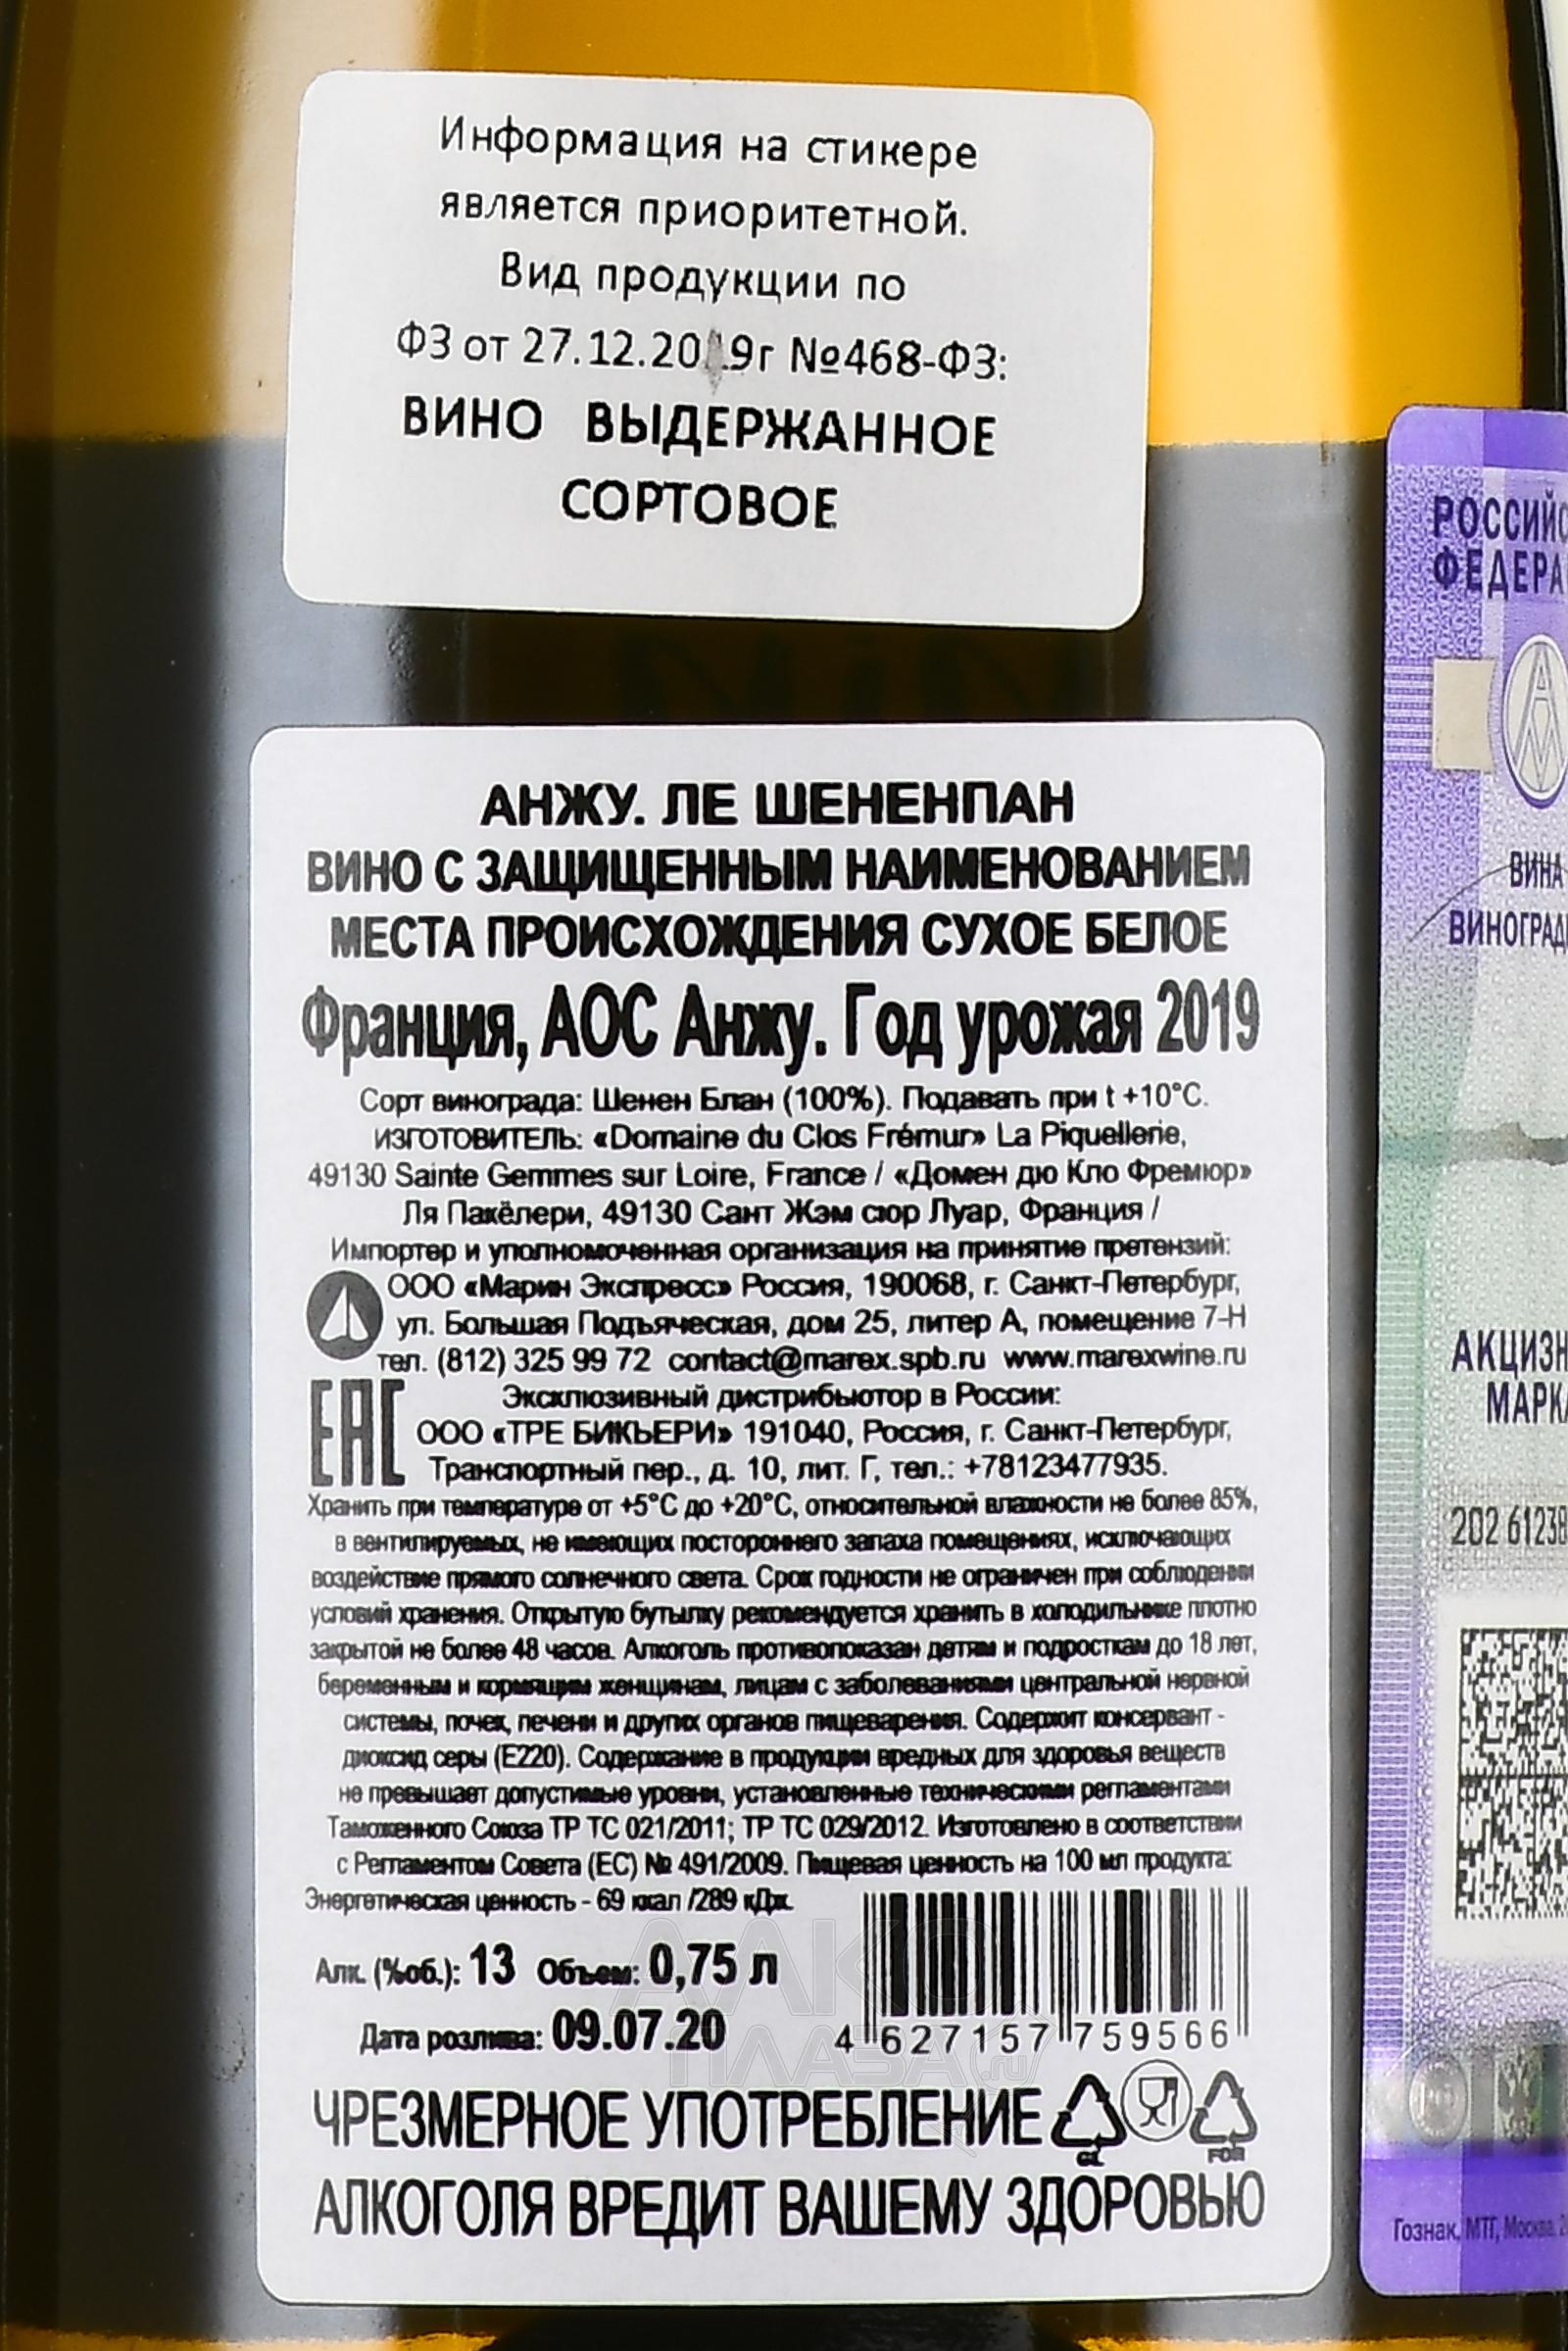 Информация на стикере
является приоритетной.
Вид продукции по
ФЗ от 27.12.2019г №468-ФЗ:
ВИНО ВЫДЕРЖАННОЕ
СОРТОВОЕ
АНЖУ. ЛЕ ШЕНЕНПАН
ВИНО С ЗАЩИЩЕННЫМ НАИМЕНОВАНИЕМ
МЕСТА ПРОИСХОЖДЕНИЯ СУХОЕ БЕЛОЕ
Франция, АОС Анжу. Год урожая 2019
Сорт винограда: Шенен Блан (100%). Подавать при t +10°C.
ИЗГОТОВИТЕЛЬ: «Domaine du Clos Frémur» La Piquellerie,
49130 Sainte Gemmes sur Loire, France / «Домен дю Кло Фремюр»
Ля Пакёлери, 49130 Сант Жэм сюр Луар, Франция /
Импортер и уполномоченная организация на принятие претензий:
ООО «Марин Экспресс» Россия, 190068, г. Санкт-Петербург,
ул. Большая Подъяческая, дом 25, литер А, помещение 7-Н
тел. (812) 325 99 72 contact@marex.spb.ru www.marexwine.ru
ЕАС
Эксклюзивный дистрибьютор в России:
ООО «ТРЕ БИКЬЕРИ» 191040, Россия, г. Санкт-Петербург,
Транспортный пер., д. 10, лит. Г, тел.: +78123477935.
Хранить при температуре от +5°C до +20°C, относительной влажности не более 85%,
в вентилируемых, не имеющих постороннего запаха помещениях, исключающих
воздействие прямого солнечного света. Срок годности не ограничен при соблюдении
условий хранения. Открытую бутылку рекомендуется хранить в холодильнике плотно
закрытой не более 48 часов. Алкоголь противопоказан детям и подросткам до 18 лет,
беременным и кормящим женщинам, лицам с заболеваниями центральной нервной
системы, почек, печени и других органов пищеварения. Содержит консервант -
диоксид серы (Е220). Содержание в продукции вредных для здоровья веществ
не превышает допустимые уровни, установленные техническими регламентами
Таможенного Союза ТР ТС 021/2011; ТР ТС 029/2012. Изготовлено в соответствии
с Регламентом Совета (ЕС) № 491/2009. Пищевая ценность на 100 мл продукта:
Энергетическая ценность - 69 ккал /289 кДж.
Алк. (%об.): 13 Объем: 0,75 л
Дата розлива: 09.07.20
4 627157 759566
ЧРЕЗМЕРНОЕ УПОТРЕБЛЕНИЕ
GL
FOR
АЛКОГОЛЯ ВРЕДИТ ВАШЕМУ ЗДОРОВЬЮ
АЛКО
ПЛАЗА.ru
РОССИЙС
ФЕДЕРА
ВИНА
ВИНОГРАД
АКЦИЗН
МАРК
202 6123
Гознак, МТГ, Москва,